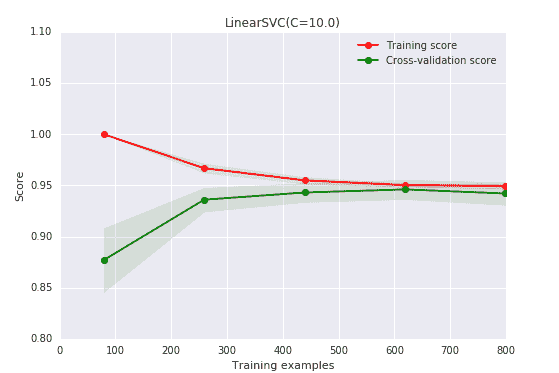 LinearSVC(C=10.0)
Training score
Cross-validation score
1.10
1.05
1.00
0.95
0.90
0.85
0.80
Score
0 100 200 300 400 500 600 700 800
Training examples